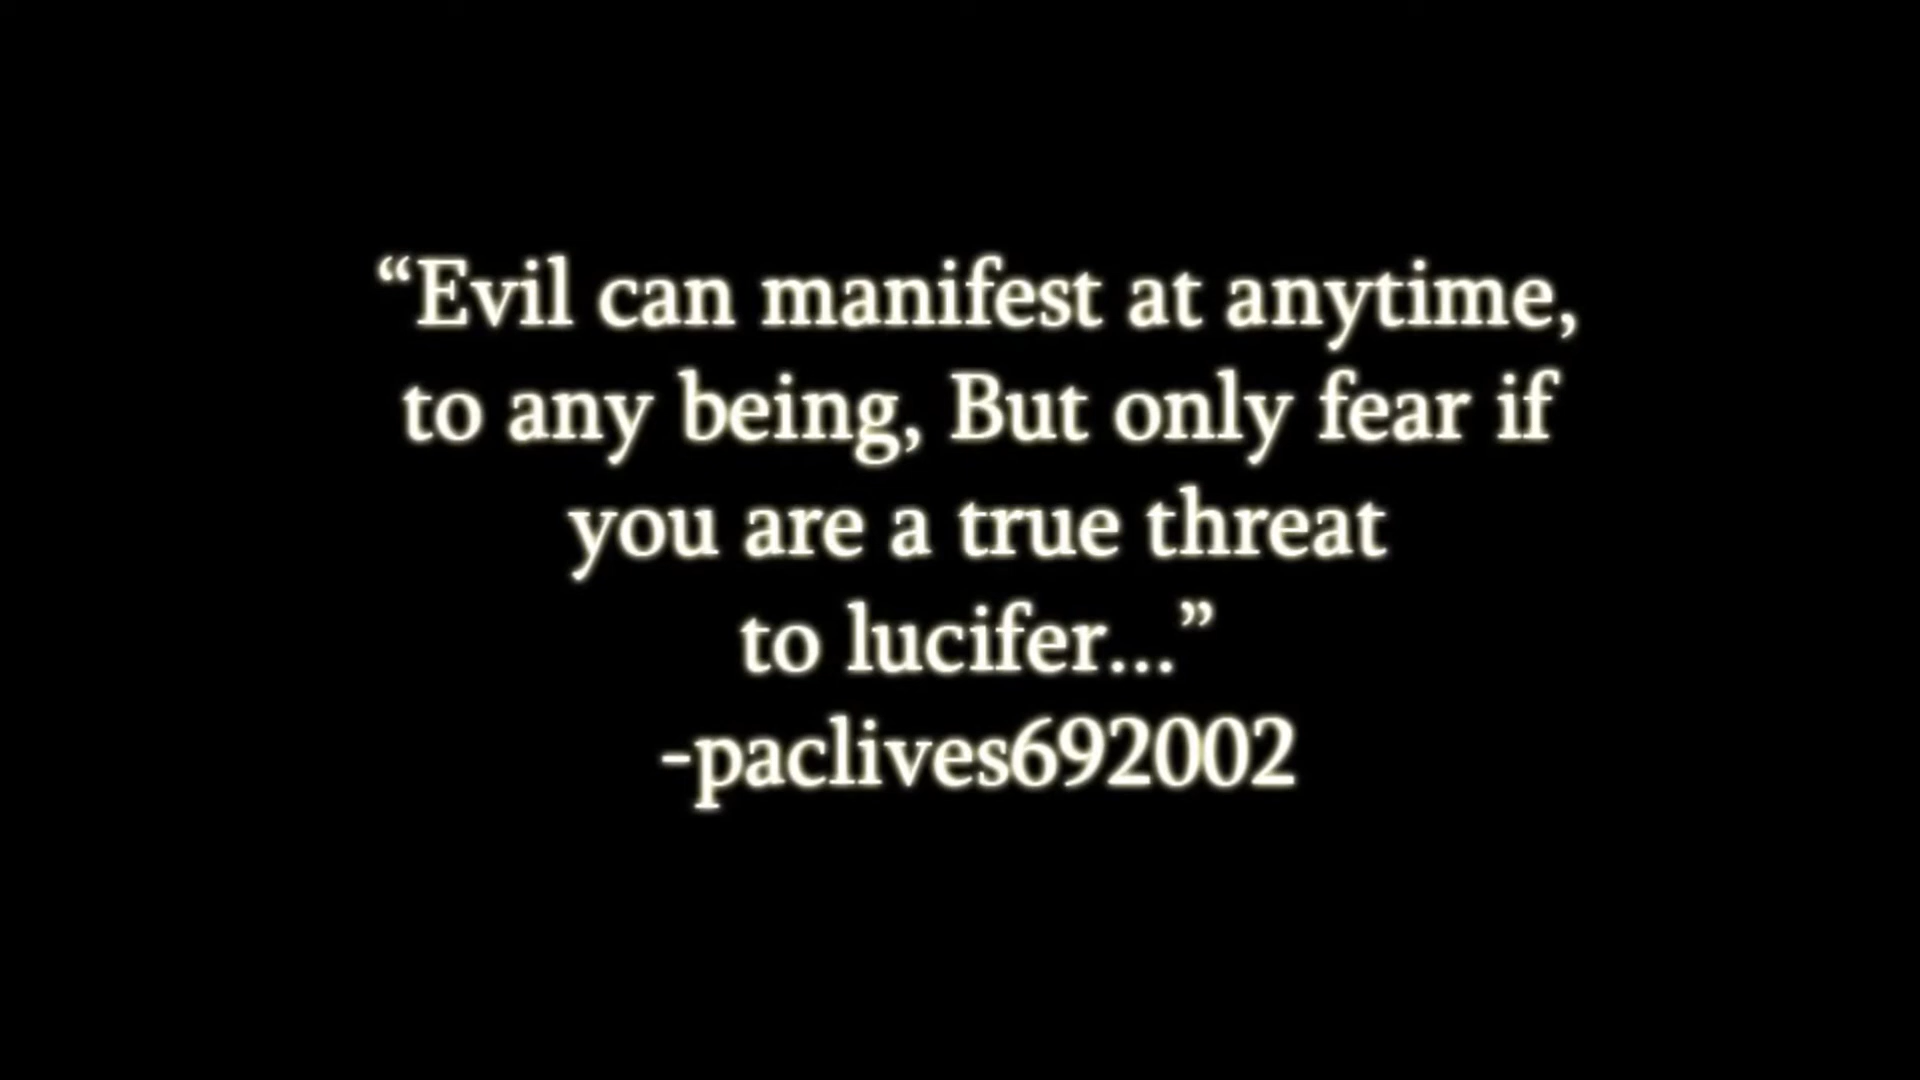 “Evil can manifest at anytime,
to any being, But only fear if
you are a true threat
to lucifer...”
-paclives692002